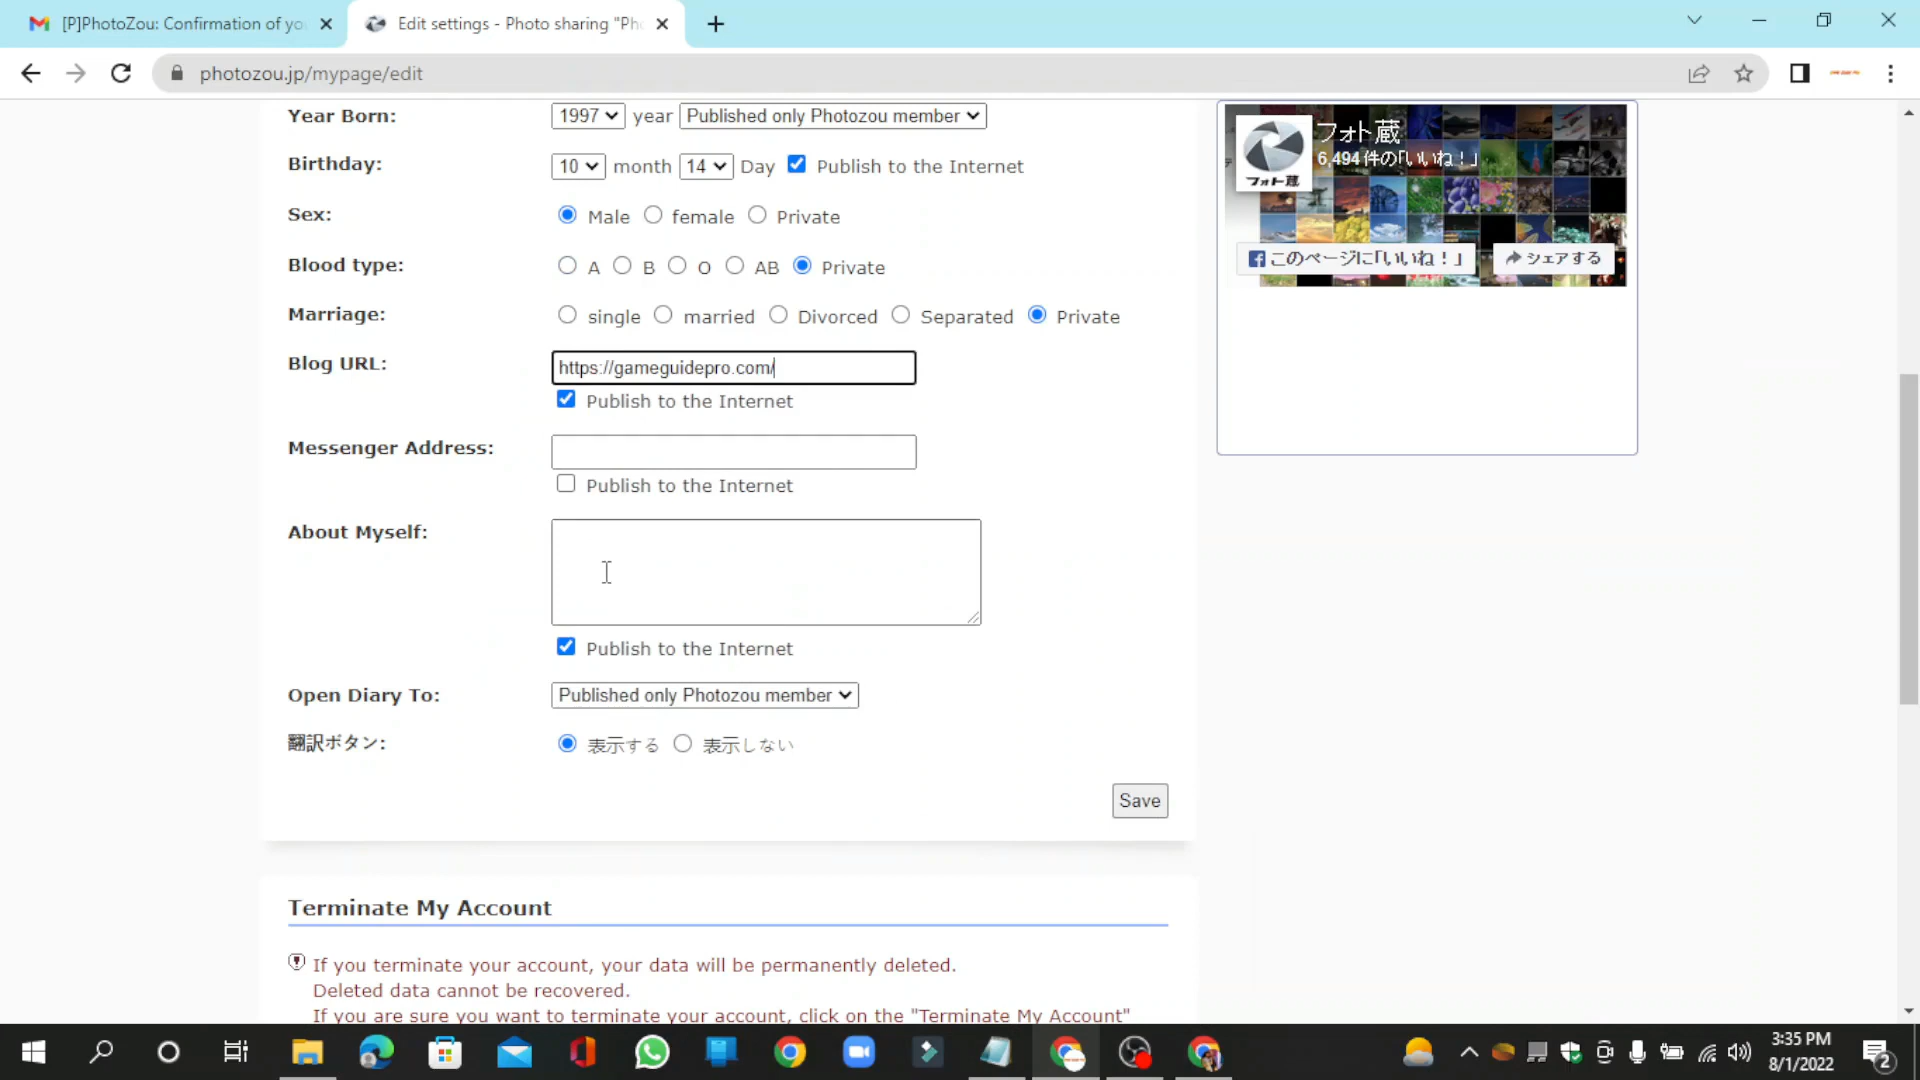 [P]PhotoZou: Confirmation of yo
Edit settings - Photo sharing "Ph
photozou.jp/mypage/edit
Year Born: 1997 year Published only Photozou member
Birthday: 10 month 14 Day Publish to the Internet
Sex: Male female Private
Blood type: A B O AB Private
Marriage: single married Divorced Separated Private
Blog URL: https://gameguidepro.com/
Publish to the Internet
Messenger Address:
Publish to the Internet
About Myself:
Publish to the Internet
Open Diary To: Published only Photozou member
翻訳ボタン: 表示する 表示しない
Save
フォト蔵
6,494 件の「いいね！」
フォト蔵
このページに「いいね！」
シェアする
Terminate My Account
If you terminate your account, your data will be permanently deleted.
Deleted data cannot be recovered.
If you are sure you want to terminate your account, click on the "Terminate My Account"
3:35 PM
8/1/2022
2